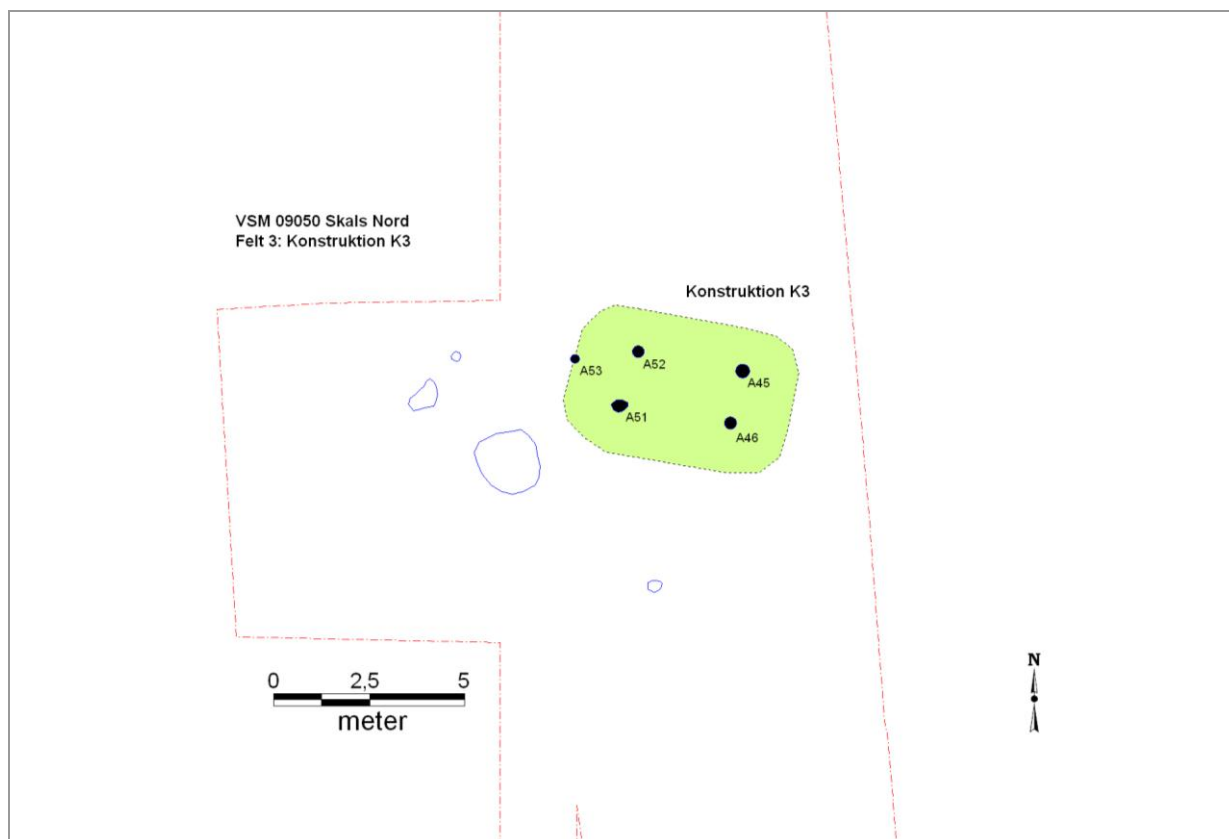 VSM 09050 Skals Nord
Felt 3: Konstruktion K3
Konstruktion K3
A53
A52
A45
A51
A46
0 2,5 5
meter
N